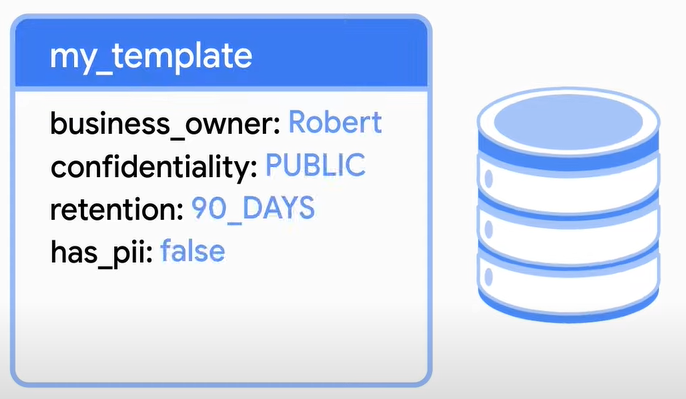 my_template
business_owner: Robert
confidentiality: PUBLIC
retention: 90_DAYS
has_pii: false